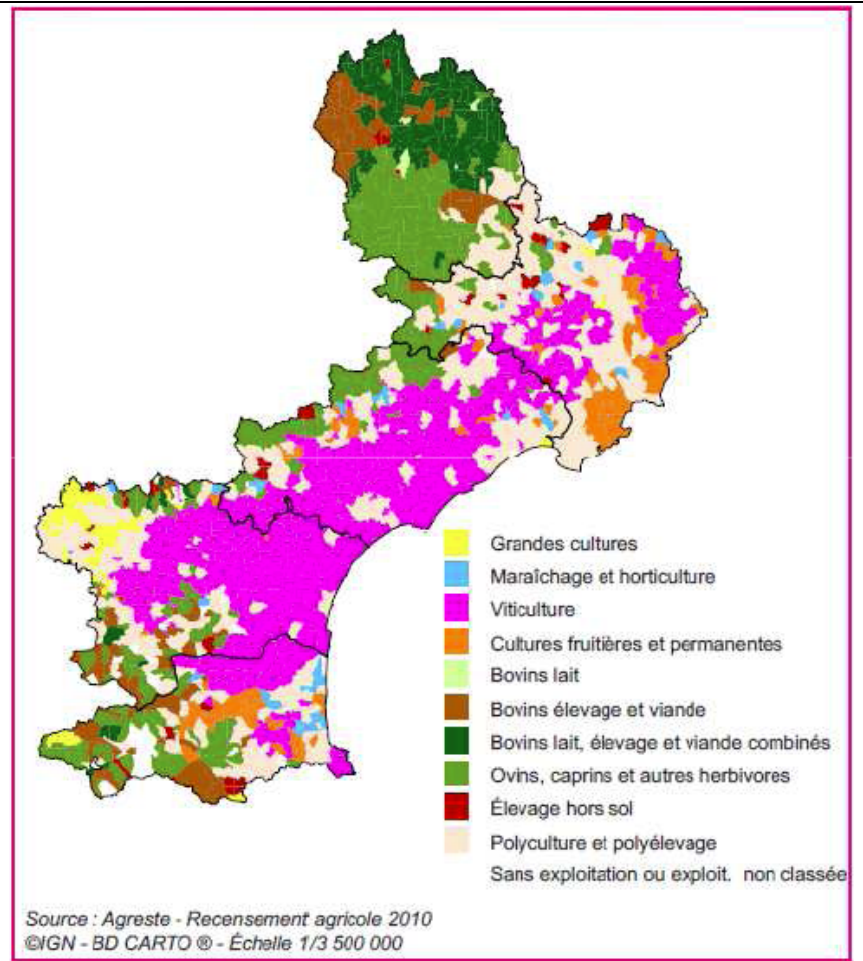 Grandes cultures
Maraîchage et horticulture
Viticulture
Cultures fruitières et permanentes
Bovins lait
Bovins élevage et viande
Bovins lait, élevage et viande combinés
Ovins, caprins et autres herbivores
Élevage hors sol
Polyculture et polyélevage
Sans exploitation ou exploit. non classée
Source : Agreste - Recensement agricole 2010
©IGN - BD CARTO ® - Échelle 1/3 500 000